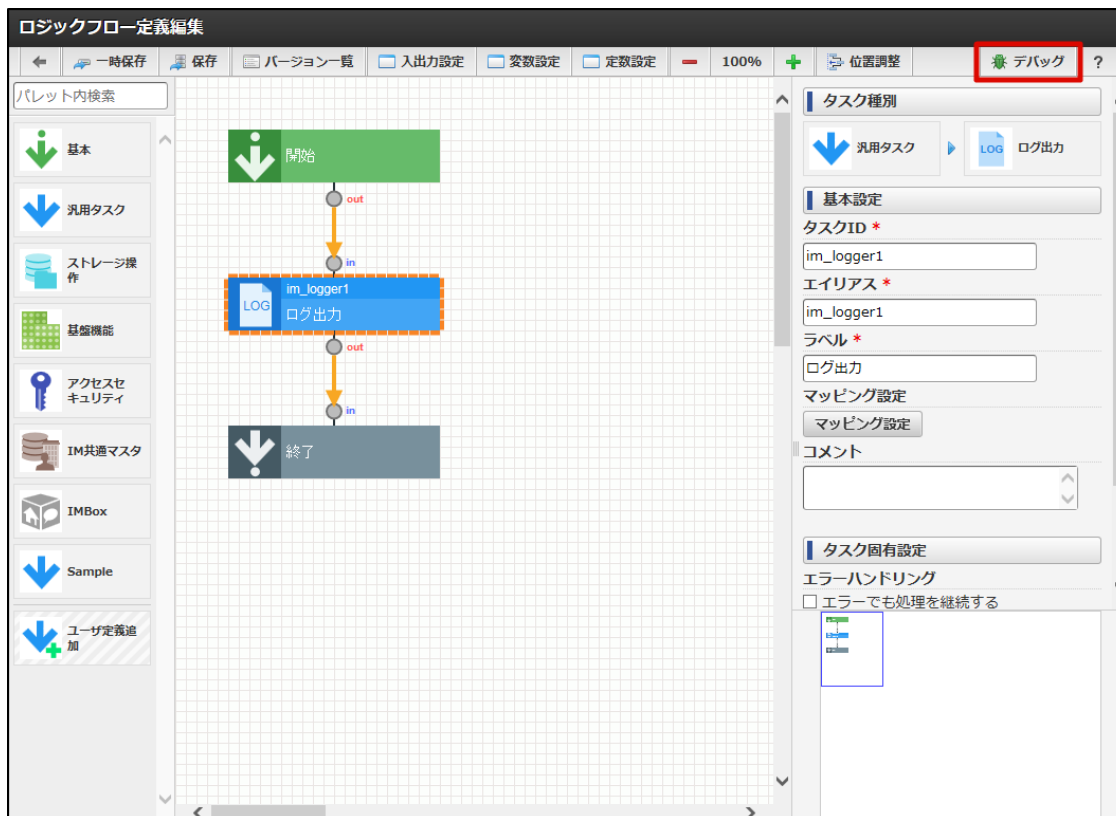 ロジックフロー定義編集
一時保存 保存 バージョン一覧 入出力設定 変数設定 定数設定 100% 位置調整 デバッグ ?
パレット内検索
基本
汎用タスク
ストレージ操
作
基盤機能
アクセスセ
キュリティ
IM共通マスタ
IMBox
Sample
ユーザ定義追
加
開始
out
in
im_logger1
LOG
ログ出力
out
in
終了
タスク種別
汎用タスク LOG ログ出力
基本設定
タスクID *
im_logger1
エイリアス *
im_logger1
ラベル *
ログ出力
マッピング設定
マッピング設定
コメント
タスク固有設定
エラーハンドリング
エラーでも処理を継続する